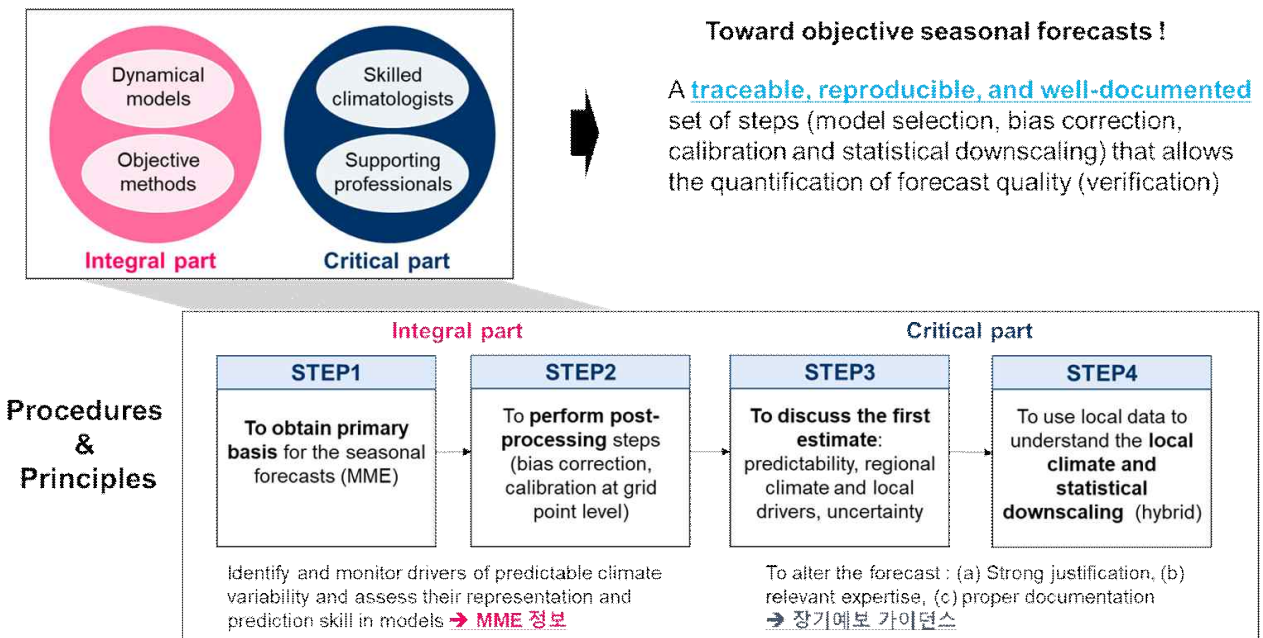 Dynamical
models
Objective
methods
Integral part
Skilled
climatologists
Supporting
professionals
Critical part
Toward objective seasonal forecasts !
A traceable, reproducible, and well-documented
set of steps (model selection, bias correction,
calibration and statistical downscaling) that allows
the quantification of forecast quality (verification)
Procedures
&
Principles
Integral part
Critical part
STEP1
To obtain primary
basis for the seasonal
forecasts (MME)
STEP2
To perform post-
processing steps
(bias correction,
calibration at grid
point level)
STEP3
To discuss the first
estimate:
predictability, regional
climate and local
drivers, uncertainty
STEP4
To use local data to
understand the local
climate and
statistical
downscaling (hybrid)
Identify and monitor drivers of predictable climate
variability and assess their representation and
prediction skill in models ➔ MME 정보
To alter the forecast : (a) Strong justification, (b)
relevant expertise, (c) proper documentation
➔ 장기예보 가이던스